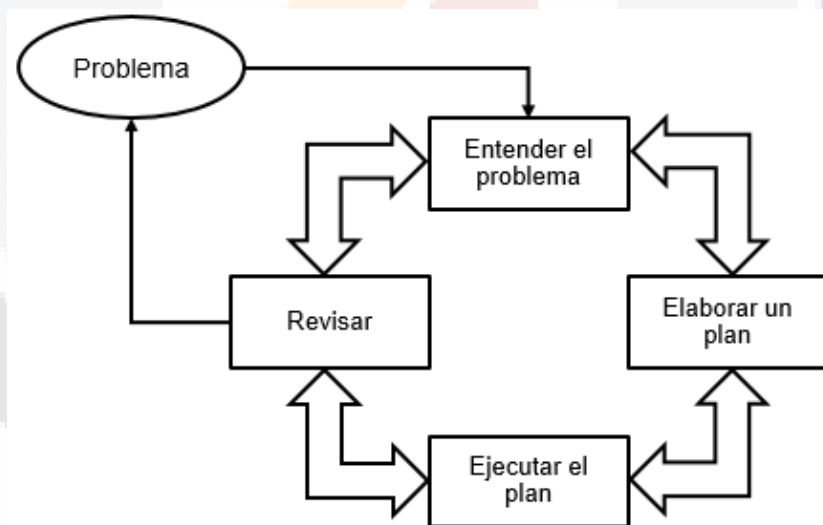 Problema
Entender el
problema
Revisar
Elaborar un
plan
Ejecutar el
plan